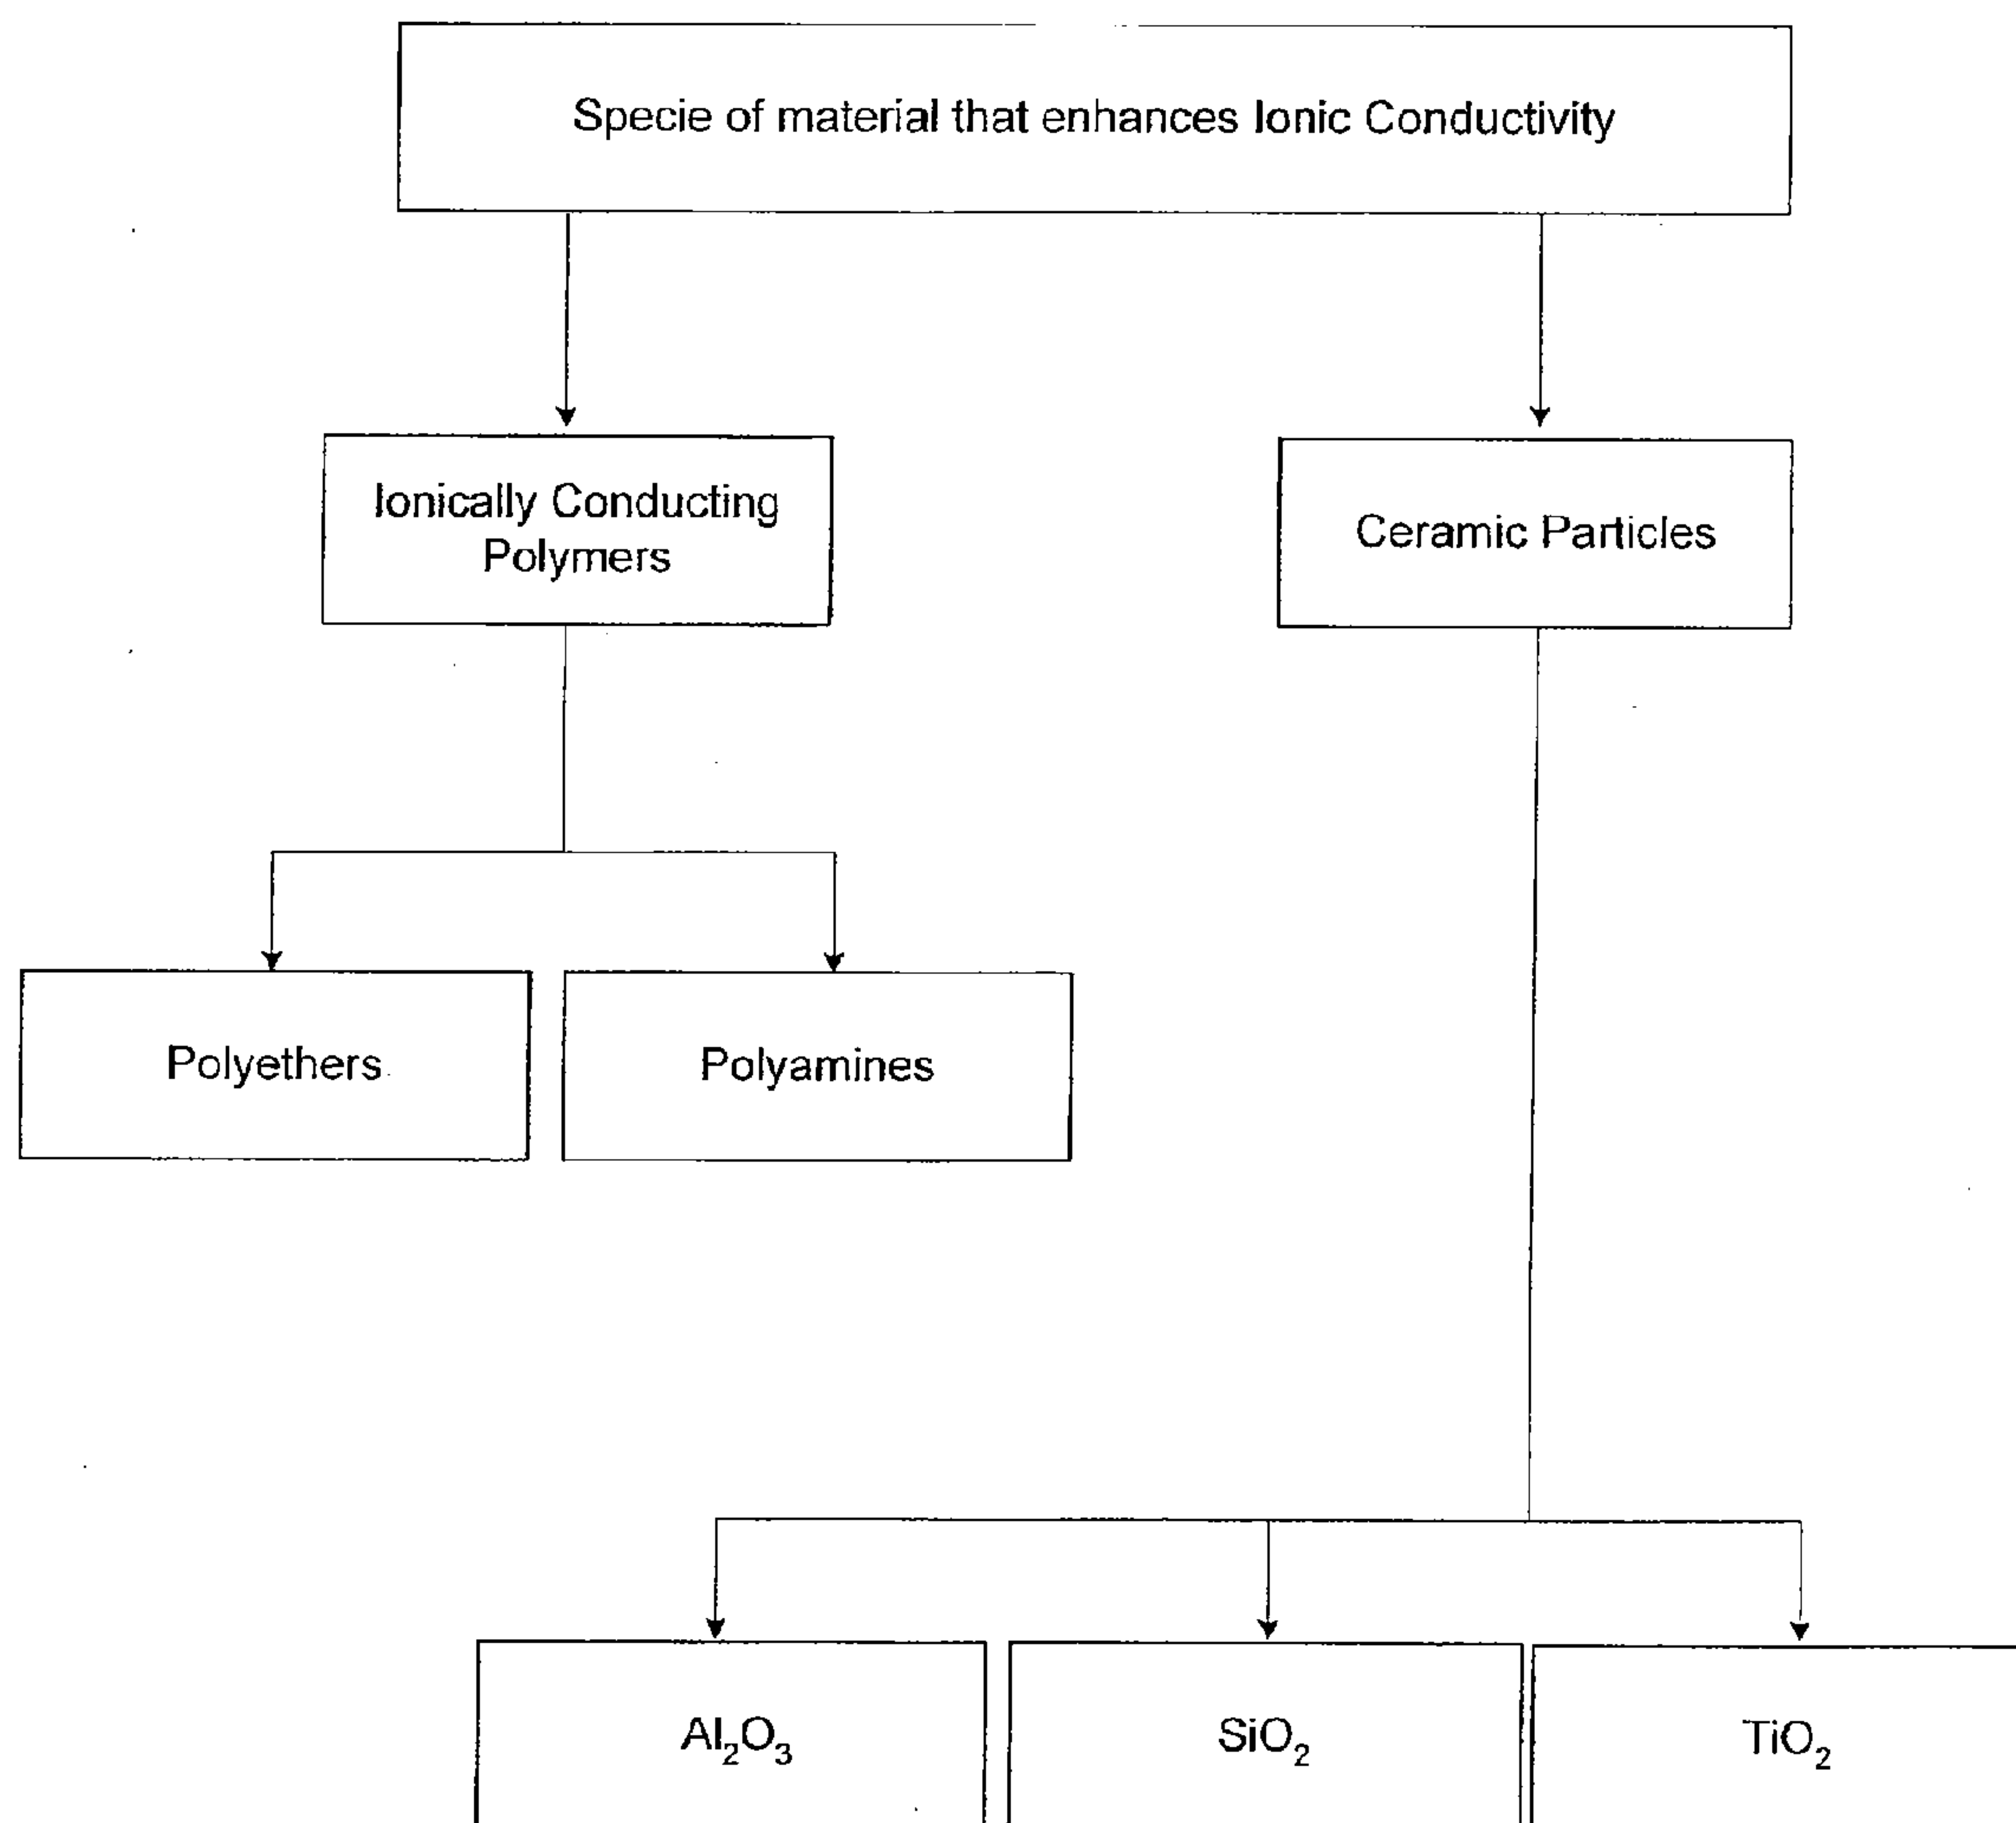 Specie of material that enhances Ionic Conductivity
Ionically Conducting
Polymers
Ceramic Particles
Polyethers
Polyamines
Al₂O₃
SiO₂
TiO₂